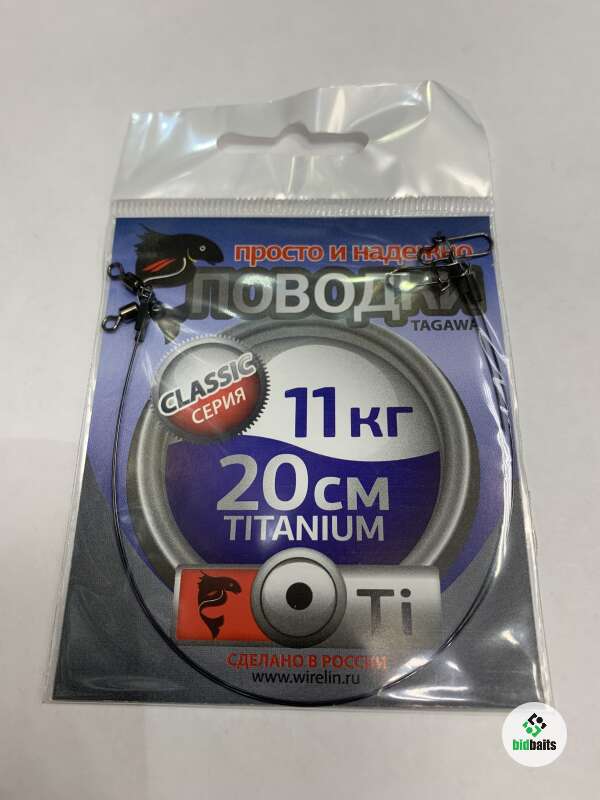 просто и надежно
ПОВОДКИ
TAGAWA
CLASSIC
СЕРИЯ
11кг
20см
TITANIUM
Ti
СДЕЛАНО В РОССИИ
www.wirelin.ru
bidbaits